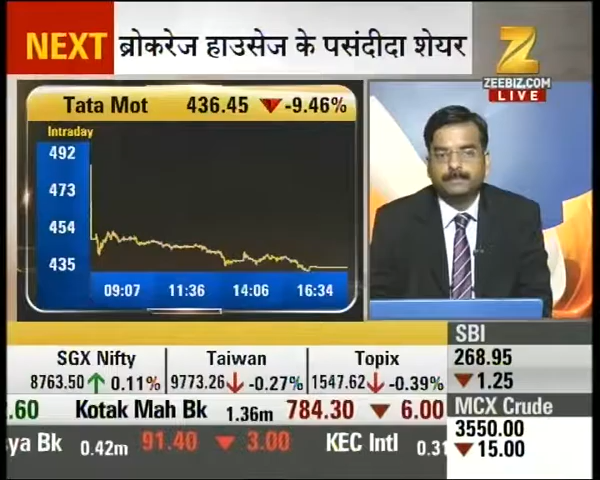 NEXT ब्रोकरेज हाउसेज के पसंदीदा शेयर
Z
ZEEBIZ.COM
LIVE
Tata Mot 436.45 ▼ -9.46%
Intraday
492
473
454
435
09:07 11:36 14:06 16:34
SBI
268.95
▼ 1.25
SGX Nifty Taiwan Topix
8763.50 ↑ 0.11% 9773.26 ↓ -0.27% 1547.62 ↓ -0.39%
MCX Crude
3550.00
▼ 15.00
.60 Kotak Mah Bk 1.36m 784.30 ▼ 6.00
ya Bk 0.42m 91.40 ▼ 3.00 KEC Intl 0.31